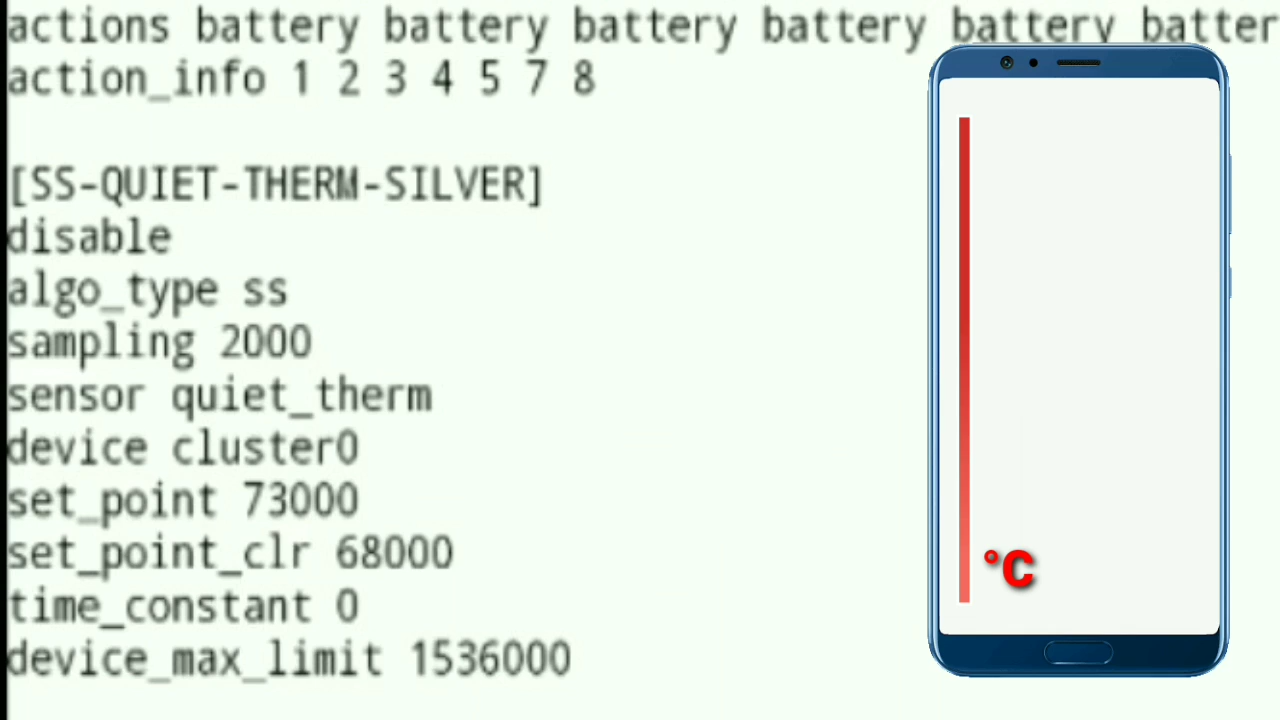 actions battery battery battery battery battery batter
action_info 1 2 3 4 5 7 8
[SS-QUIET-THERM-SILVER]
disable
algo_type ss
sampling 2000
sensor quiet_therm
device cluster0
set_point 73000
set_point_clr 68000
time_constant 0
device_max_limit 1536000
°C